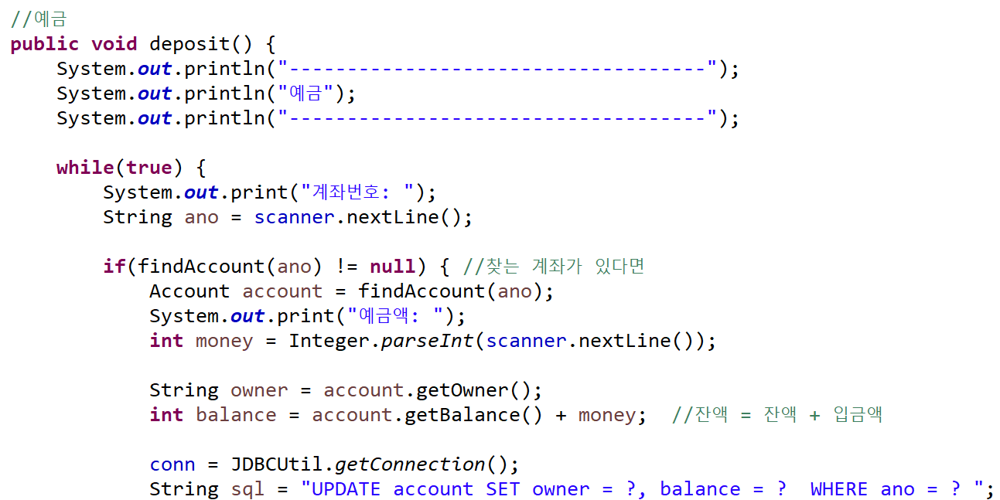 //예금
public void deposit() {
    System.out.println("------------------------------------");
    System.out.println("예금");
    System.out.println("------------------------------------");

    while(true) {
        System.out.print("계좌번호: ");
        String ano = scanner.nextLine();

        if(findAccount(ano) != null) { //찾는 계좌가 있다면
            Account account = findAccount(ano);
            System.out.print("예금액: ");
            int money = Integer.parseInt(scanner.nextLine());

            String owner = account.getOwner();
            int balance = account.getBalance() + money;  //잔액 = 잔액 + 입금액

            conn = JDBCUtil.getConnection();
            String sql = "UPDATE account SET owner = ?, balance = ?  WHERE ano = ? ";